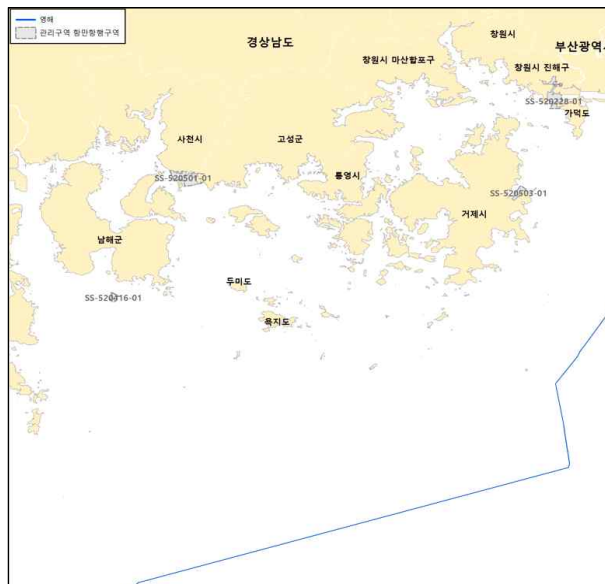 영해
관리구역 항만항행구역
경상남도
창원시
부산광역시
창원시 마산합포구
창원시 진해구
SS-520228-01
가덕도
사천시
고성군
SS-520501-01
통영시
SS-520503-01
거제시
남해군
두미도
SS-520416-01
욕지도